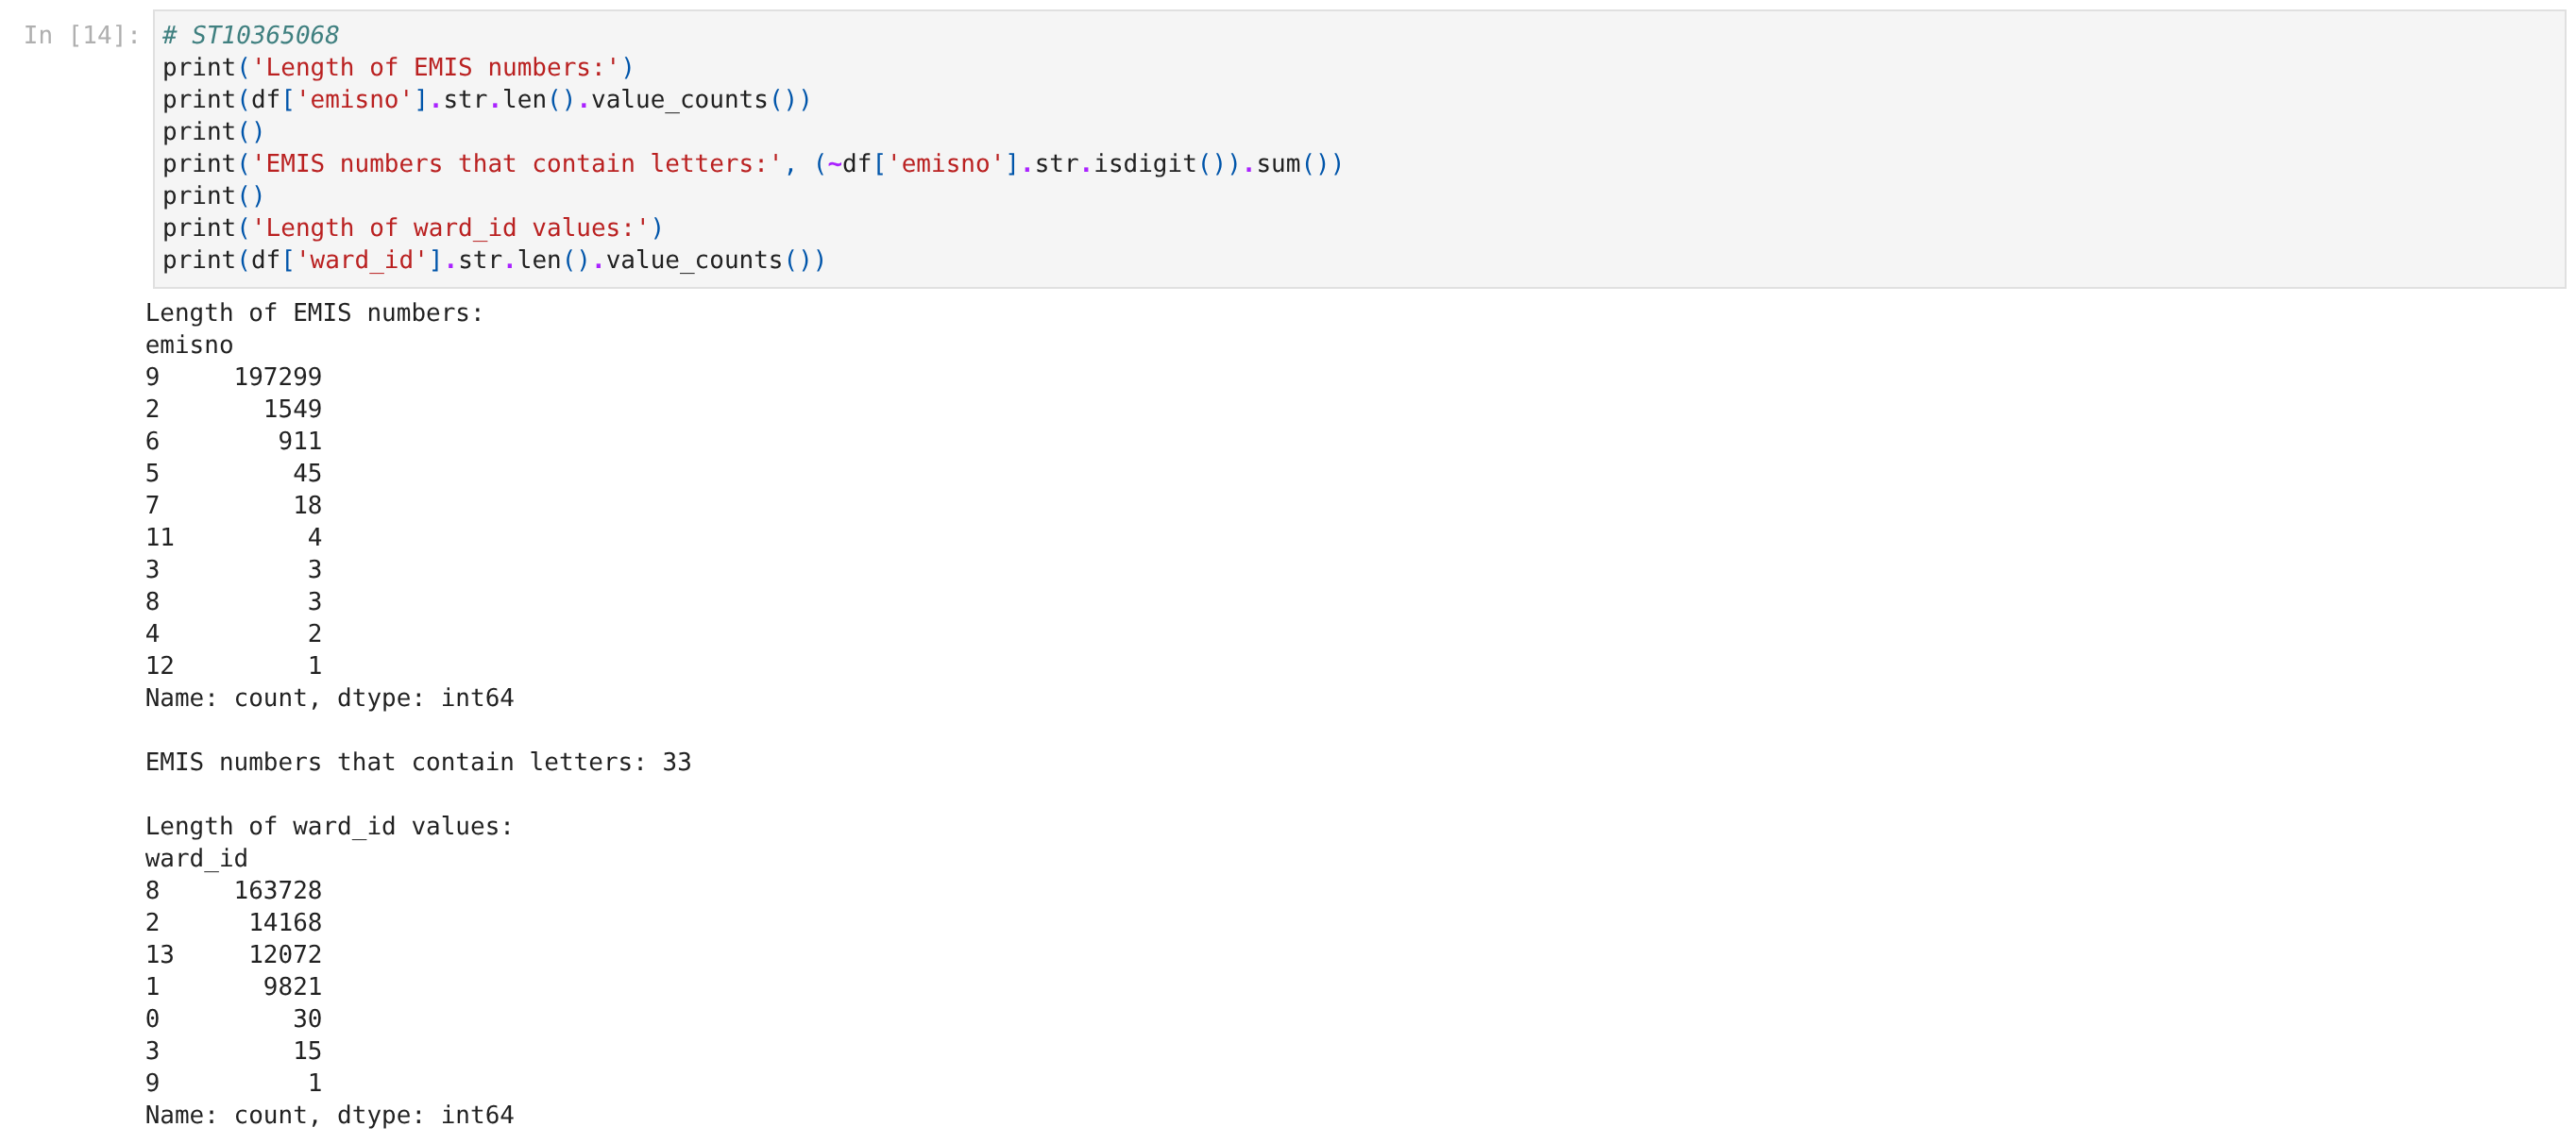 In [14]: # ST10365068
print('Length of EMIS numbers:')
print(df['emisno'].str.len().value_counts())
print()
print('EMIS numbers that contain letters:', (~df['emisno'].str.isdigit()).sum())
print()
print('Length of ward_id values:')
print(df['ward_id'].str.len().value_counts())
Length of EMIS numbers:
emisno
9     197299
2       1549
6        911
5         45
7         18
11         4
3          3
8          3
4          2
12         1
Name: count, dtype: int64
EMIS numbers that contain letters: 33
Length of ward_id values:
ward_id
8     163728
2      14168
13     12072
1       9821
0         30
3         15
9          1
Name: count, dtype: int64